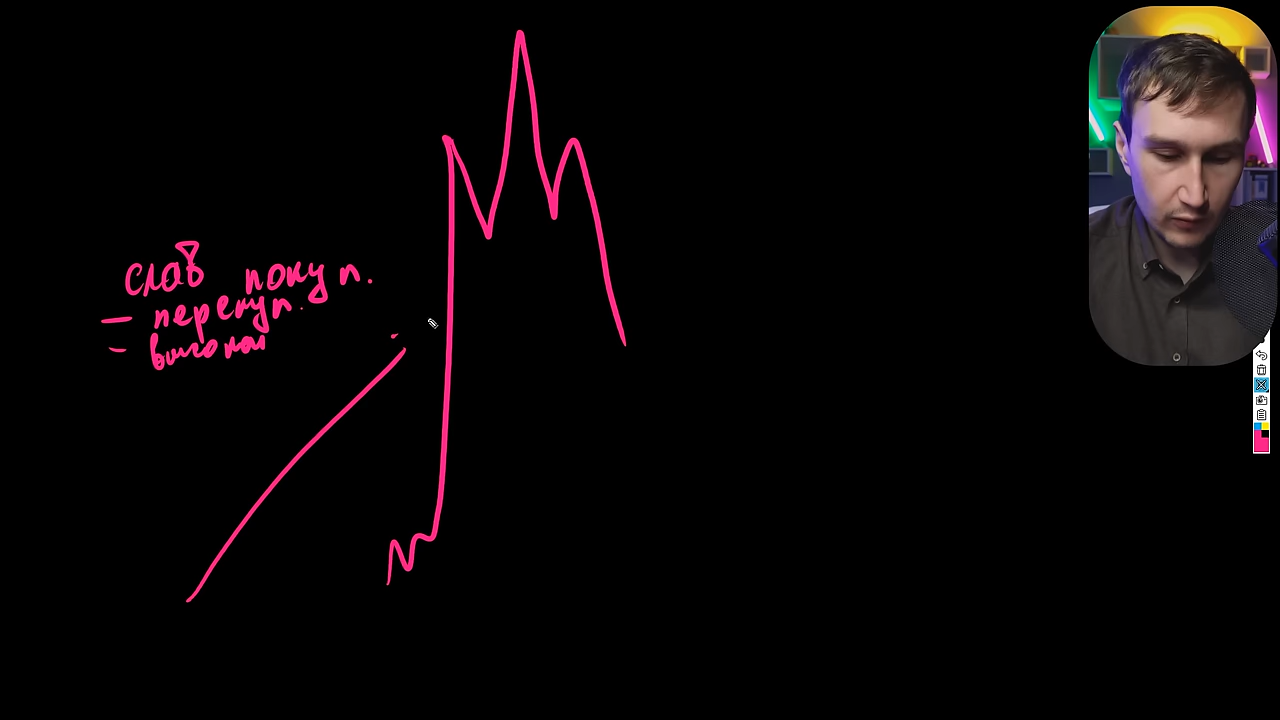 слаб покуп.
— перекуп.
-